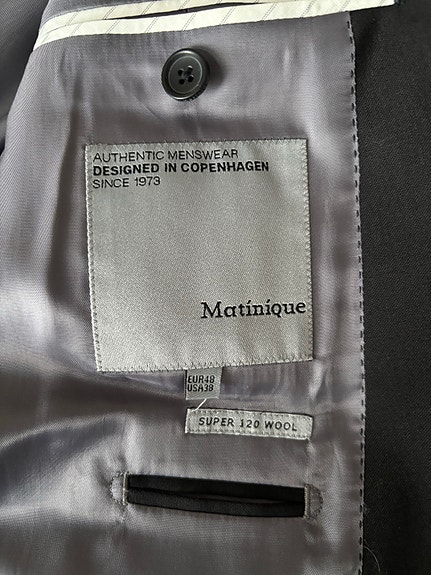 AUTHENTIC MENSWEAR
DESIGNED IN COPENHAGEN
SINCE 1973
Matinique
EUR48
USA38
SUPER 120 WOOL